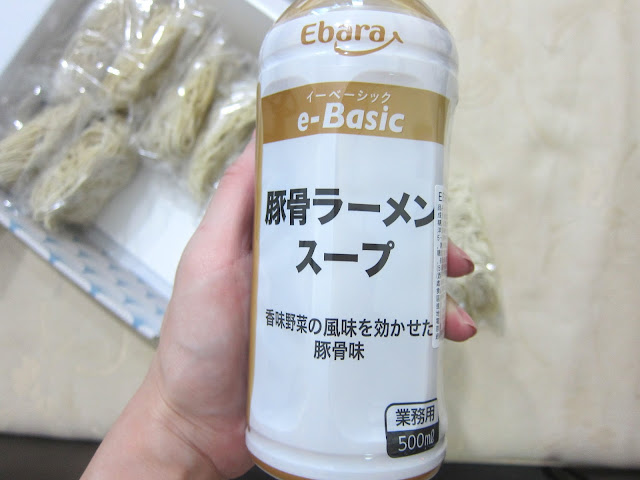 Ebara
イーベーシック
e-Basic
豚骨ラーメン
スープ
香味野菜の風味を効かせた
豚骨味
業務用
500mℓ